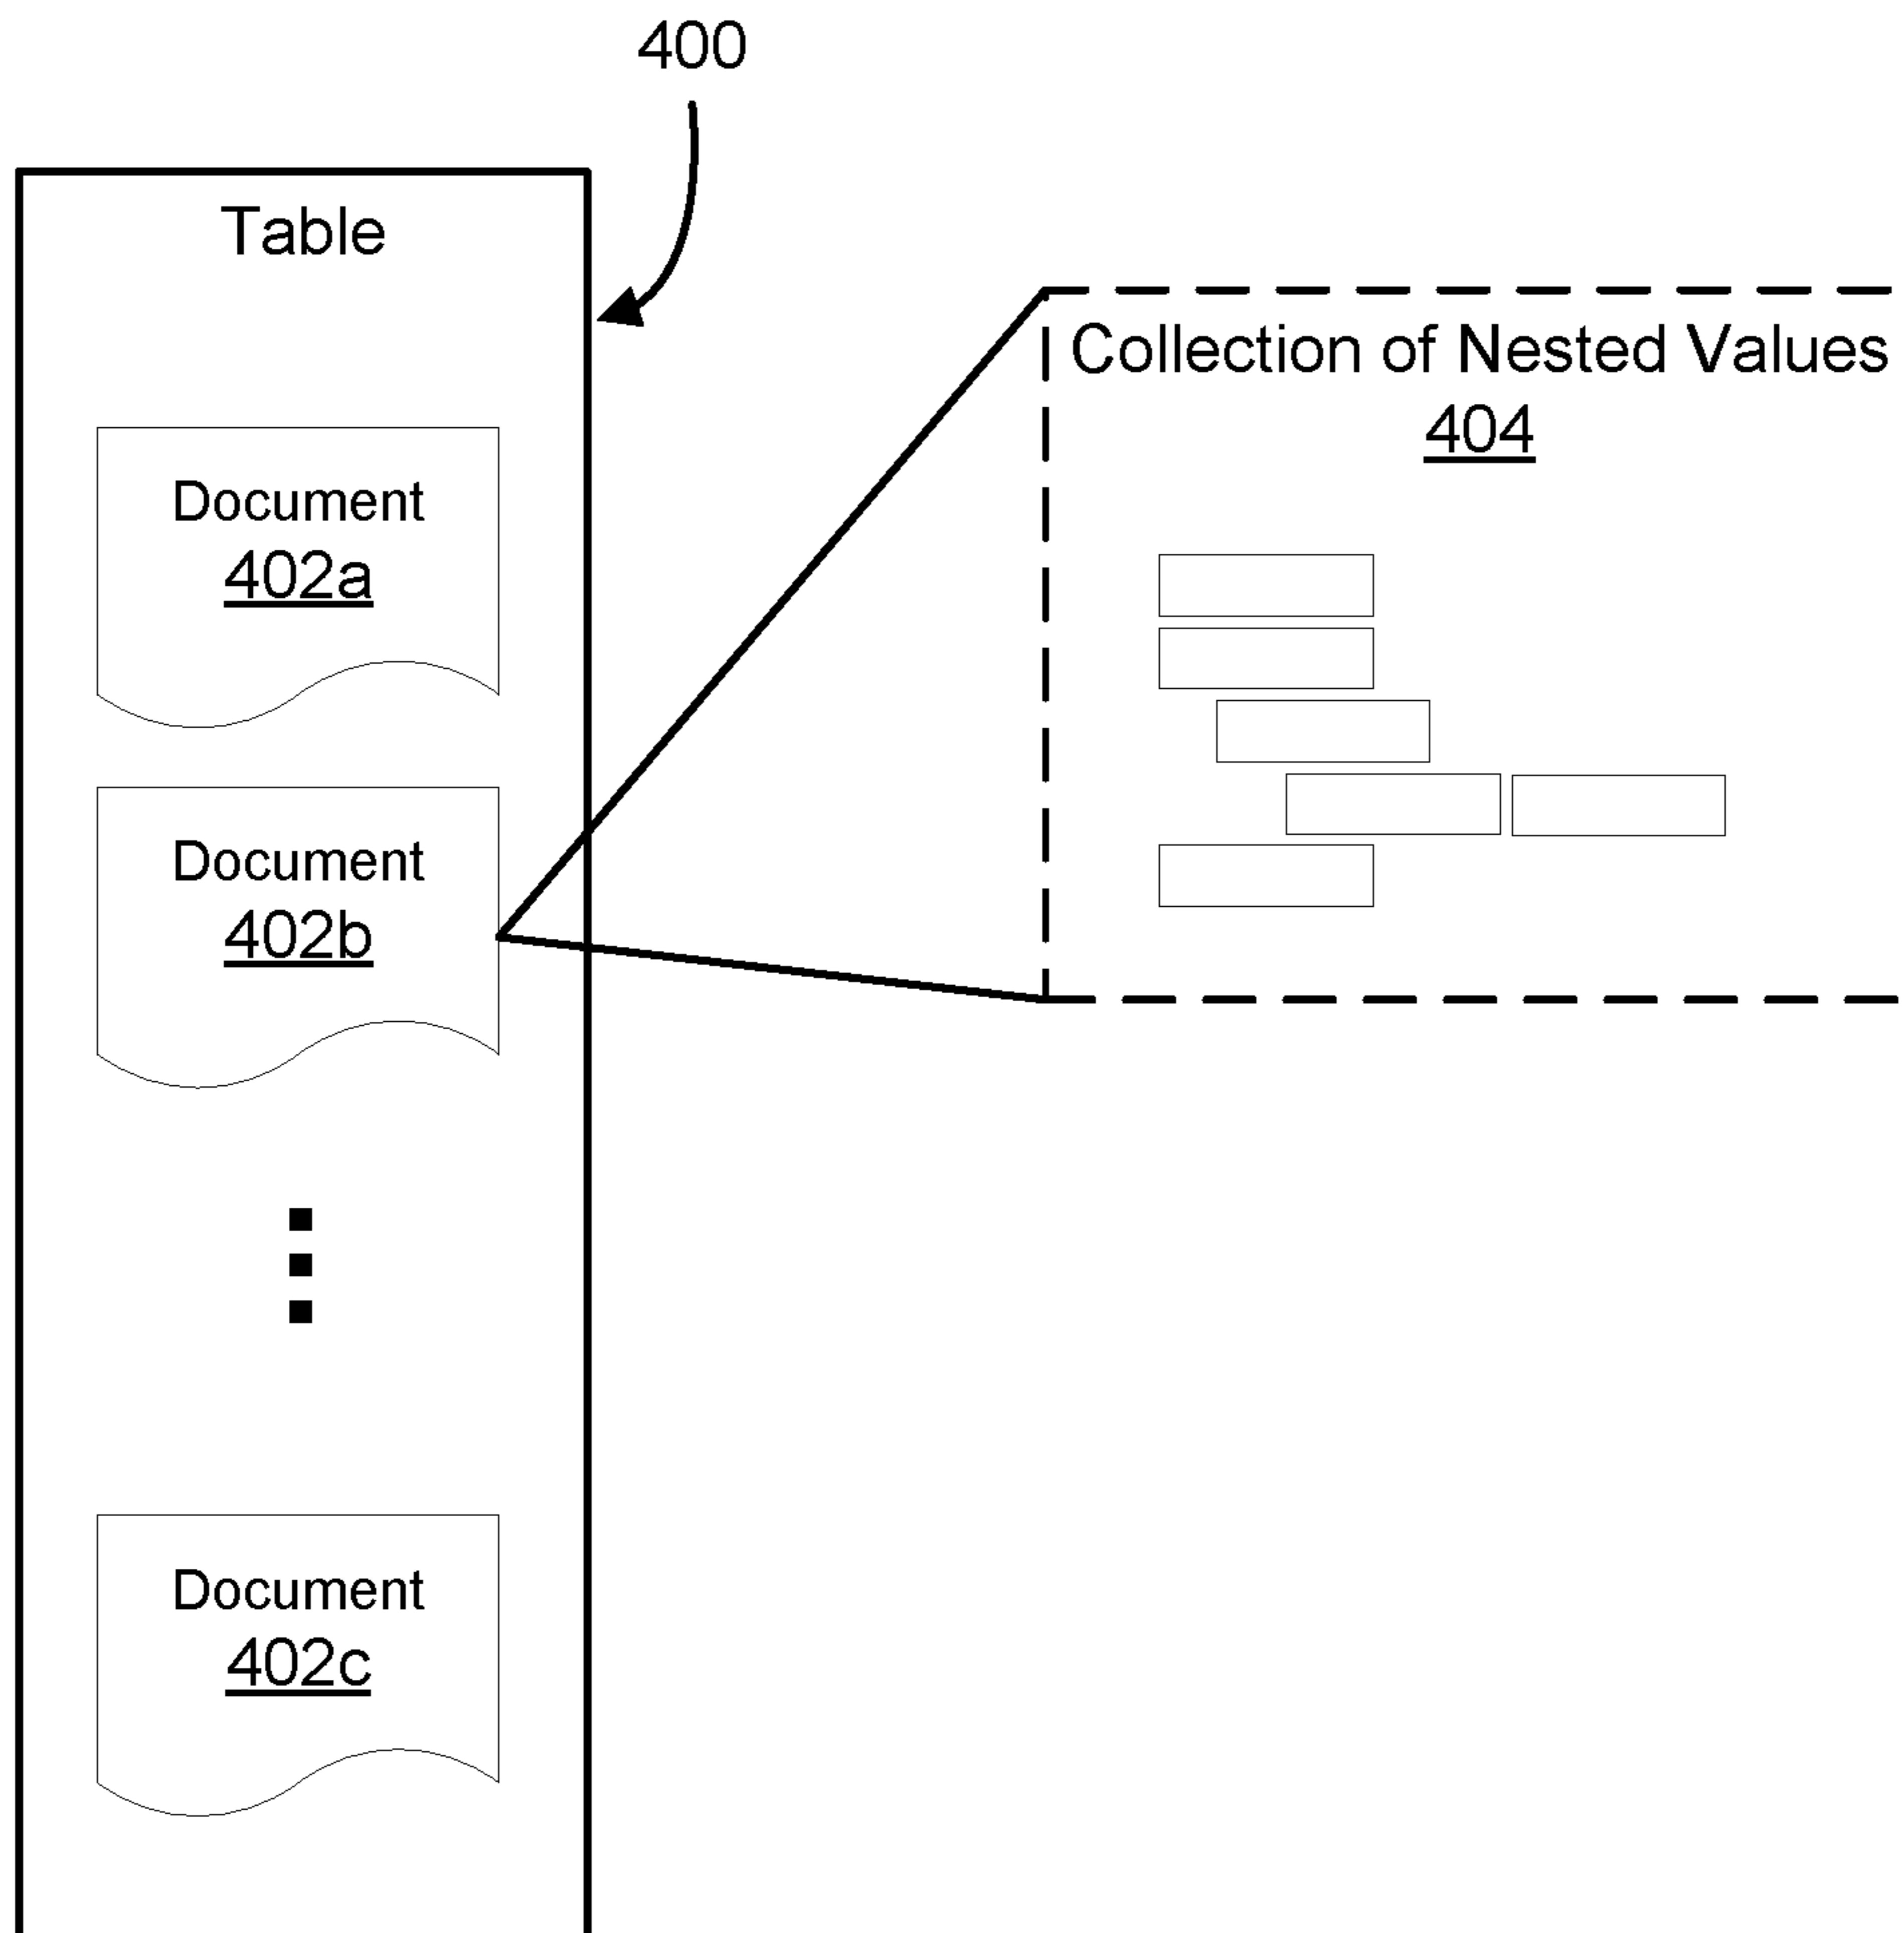 400
Table
Document
402a
Document
402b
Document
402c
Collection of Nested Values
404